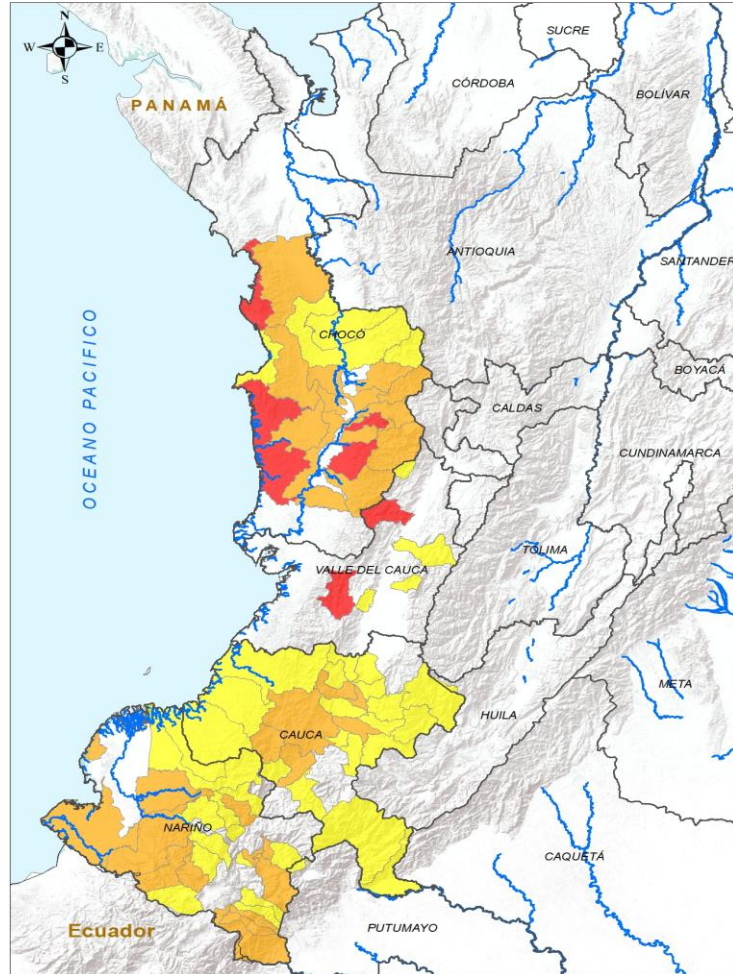 N
W E
S
SUCRE
CÓRDOBA
BOLÍVAR
PANAMÁ
ANTIOQUIA
SANTANDER
OCEANO PACIFICO
CHOCÓ
BOYACÁ
CALDAS
CUNDINAMARCA
TOLIMA
VALLE DEL CAUCA
META
HUILA
CAUCA
NARIÑO
CAQUETÁ
Ecuador
PUTUMAYO